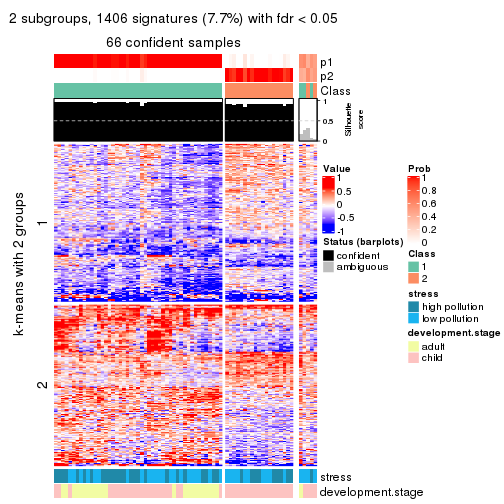 2 subgroups, 1406 signatures (7.7%) with fdr < 0.05
66 confident samples
p1
p2
Class
1
0.5
0
Silhouette
score
k-means with 2 groups
1
2
stress
development.stage
Value
1
0.5
0
-0.5
-1
Status (barplots)
confident
ambiguous
Prob
1
0.8
0.6
0.4
0.2
0
Class
1
2
stress
high pollution
low pollution
development.stage
adult
child